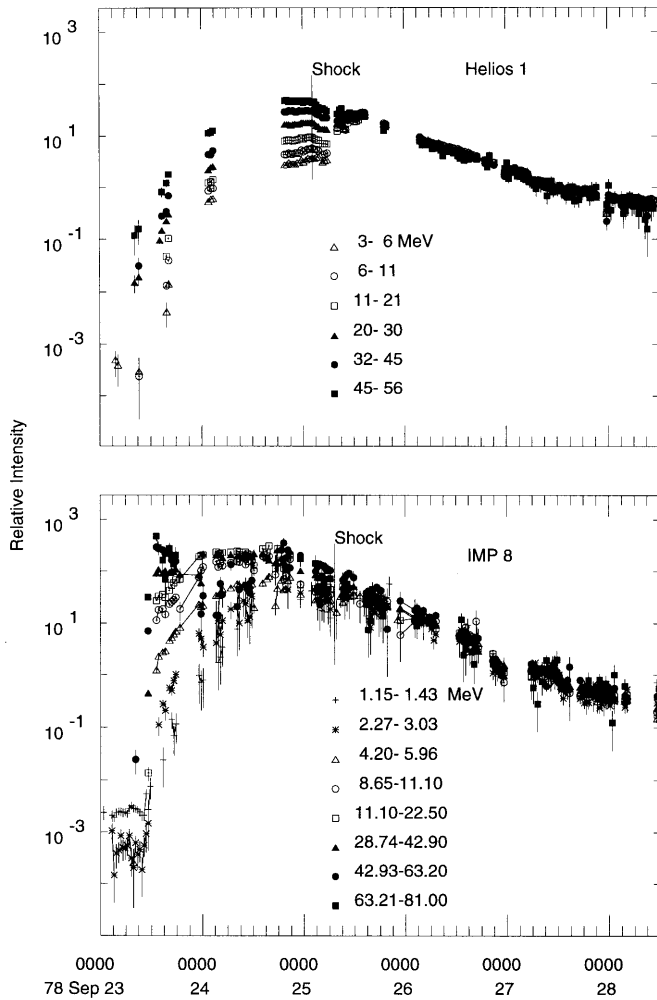 10 3
Shock
Helios 1
10 1
10 -1
3- 6 MeV
6- 11
11- 21
20- 30
32- 45
45- 56
10 -3
Relative Intensity
10 3
Shock
IMP 8
10 1
1.15- 1.43 MeV
2.27- 3.03
10 -1
4.20- 5.96
8.65-11.10
11.10-22.50
28.74-42.90
10 -3
42.93-63.20
63.21-81.00
0000 0000 0000 0000 0000 0000
78 Sep 23 24 25 26 27 28